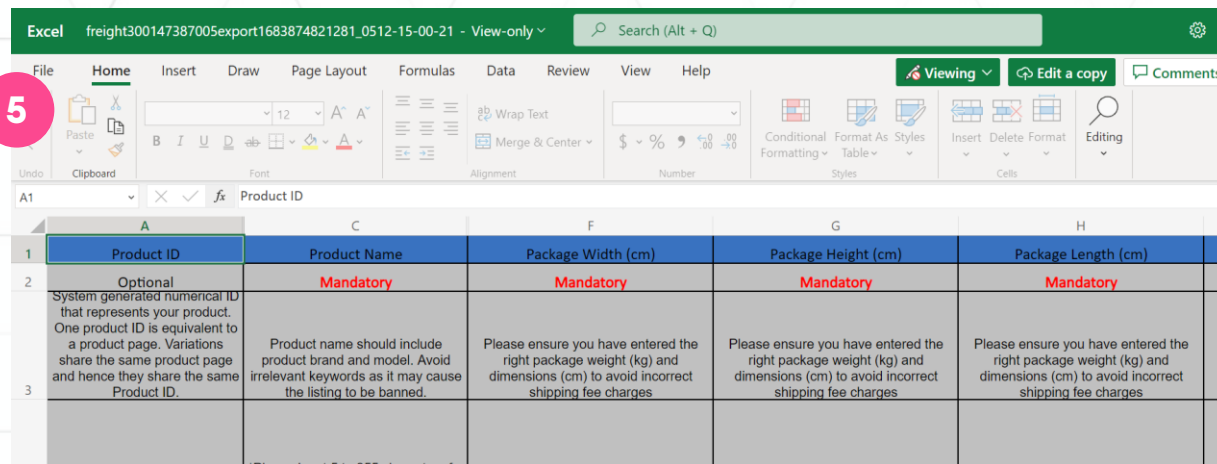 Excel freight300147387005export1683874821281_0512-15-00-21 - View-only Search (Alt + Q)
File Home Insert Draw Page Layout Formulas Data Review View Help Viewing Edit a copy Comments
5
Paste 12 A^ A˅ ab Wrap Text
B I U D ab A Merge & Center $ % 9 Conditional Formatting Format As Table Styles Insert Delete Format Editing
Undo Clipboard Font Alignment Number Styles Cells
A1 fx Product ID
A C F G H
1 Product ID Product Name Package Width (cm) Package Height (cm) Package Length (cm)
2 Optional Mandatory Mandatory Mandatory Mandatory
3
System generated numerical ID
that represents your product.
One product ID is equivalent to
a product page. Variations
share the same product page
and hence they share the same
Product ID.
Product name should include
product brand and model. Avoid
irrelevant keywords as it may cause
the listing to be banned.
Please ensure you have entered the
right package weight (kg) and
dimensions (cm) to avoid incorrect
shipping fee charges
Please ensure you have entered the
right package weight (kg) and
dimensions (cm) to avoid incorrect
shipping fee charges
Please ensure you have entered the
right package weight (kg) and
dimensions (cm) to avoid incorrect
shipping fee charges